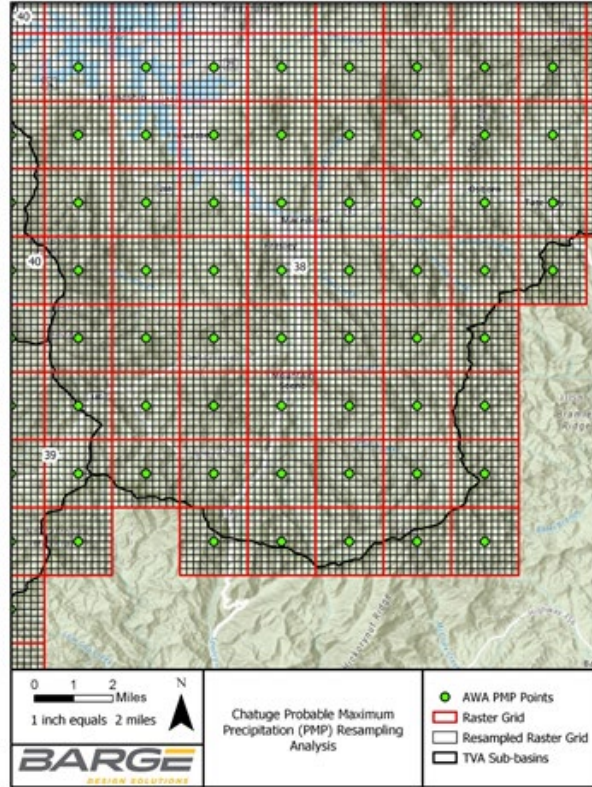 40
38
40
39
0 1 2
Miles
1 inch equals 2 miles
N
Chatuge Probable Maximum
Precipitation (PMP) Resampling
Analysis
AWA PMP Points
Raster Grid
Resampled Raster Grid
TVA Sub-basins
BARGE
DESIGN SOLUTIONS